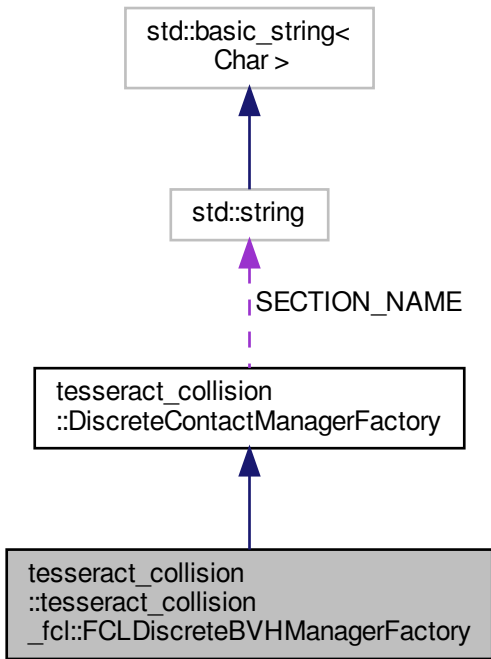 std::basic_string<
Char >
std::string
SECTION_NAME
tesseract_collision
::DiscreteContactManagerFactory
tesseract_collision
::tesseract_collision
_fcl::FCLDiscreteBVHManagerFactory